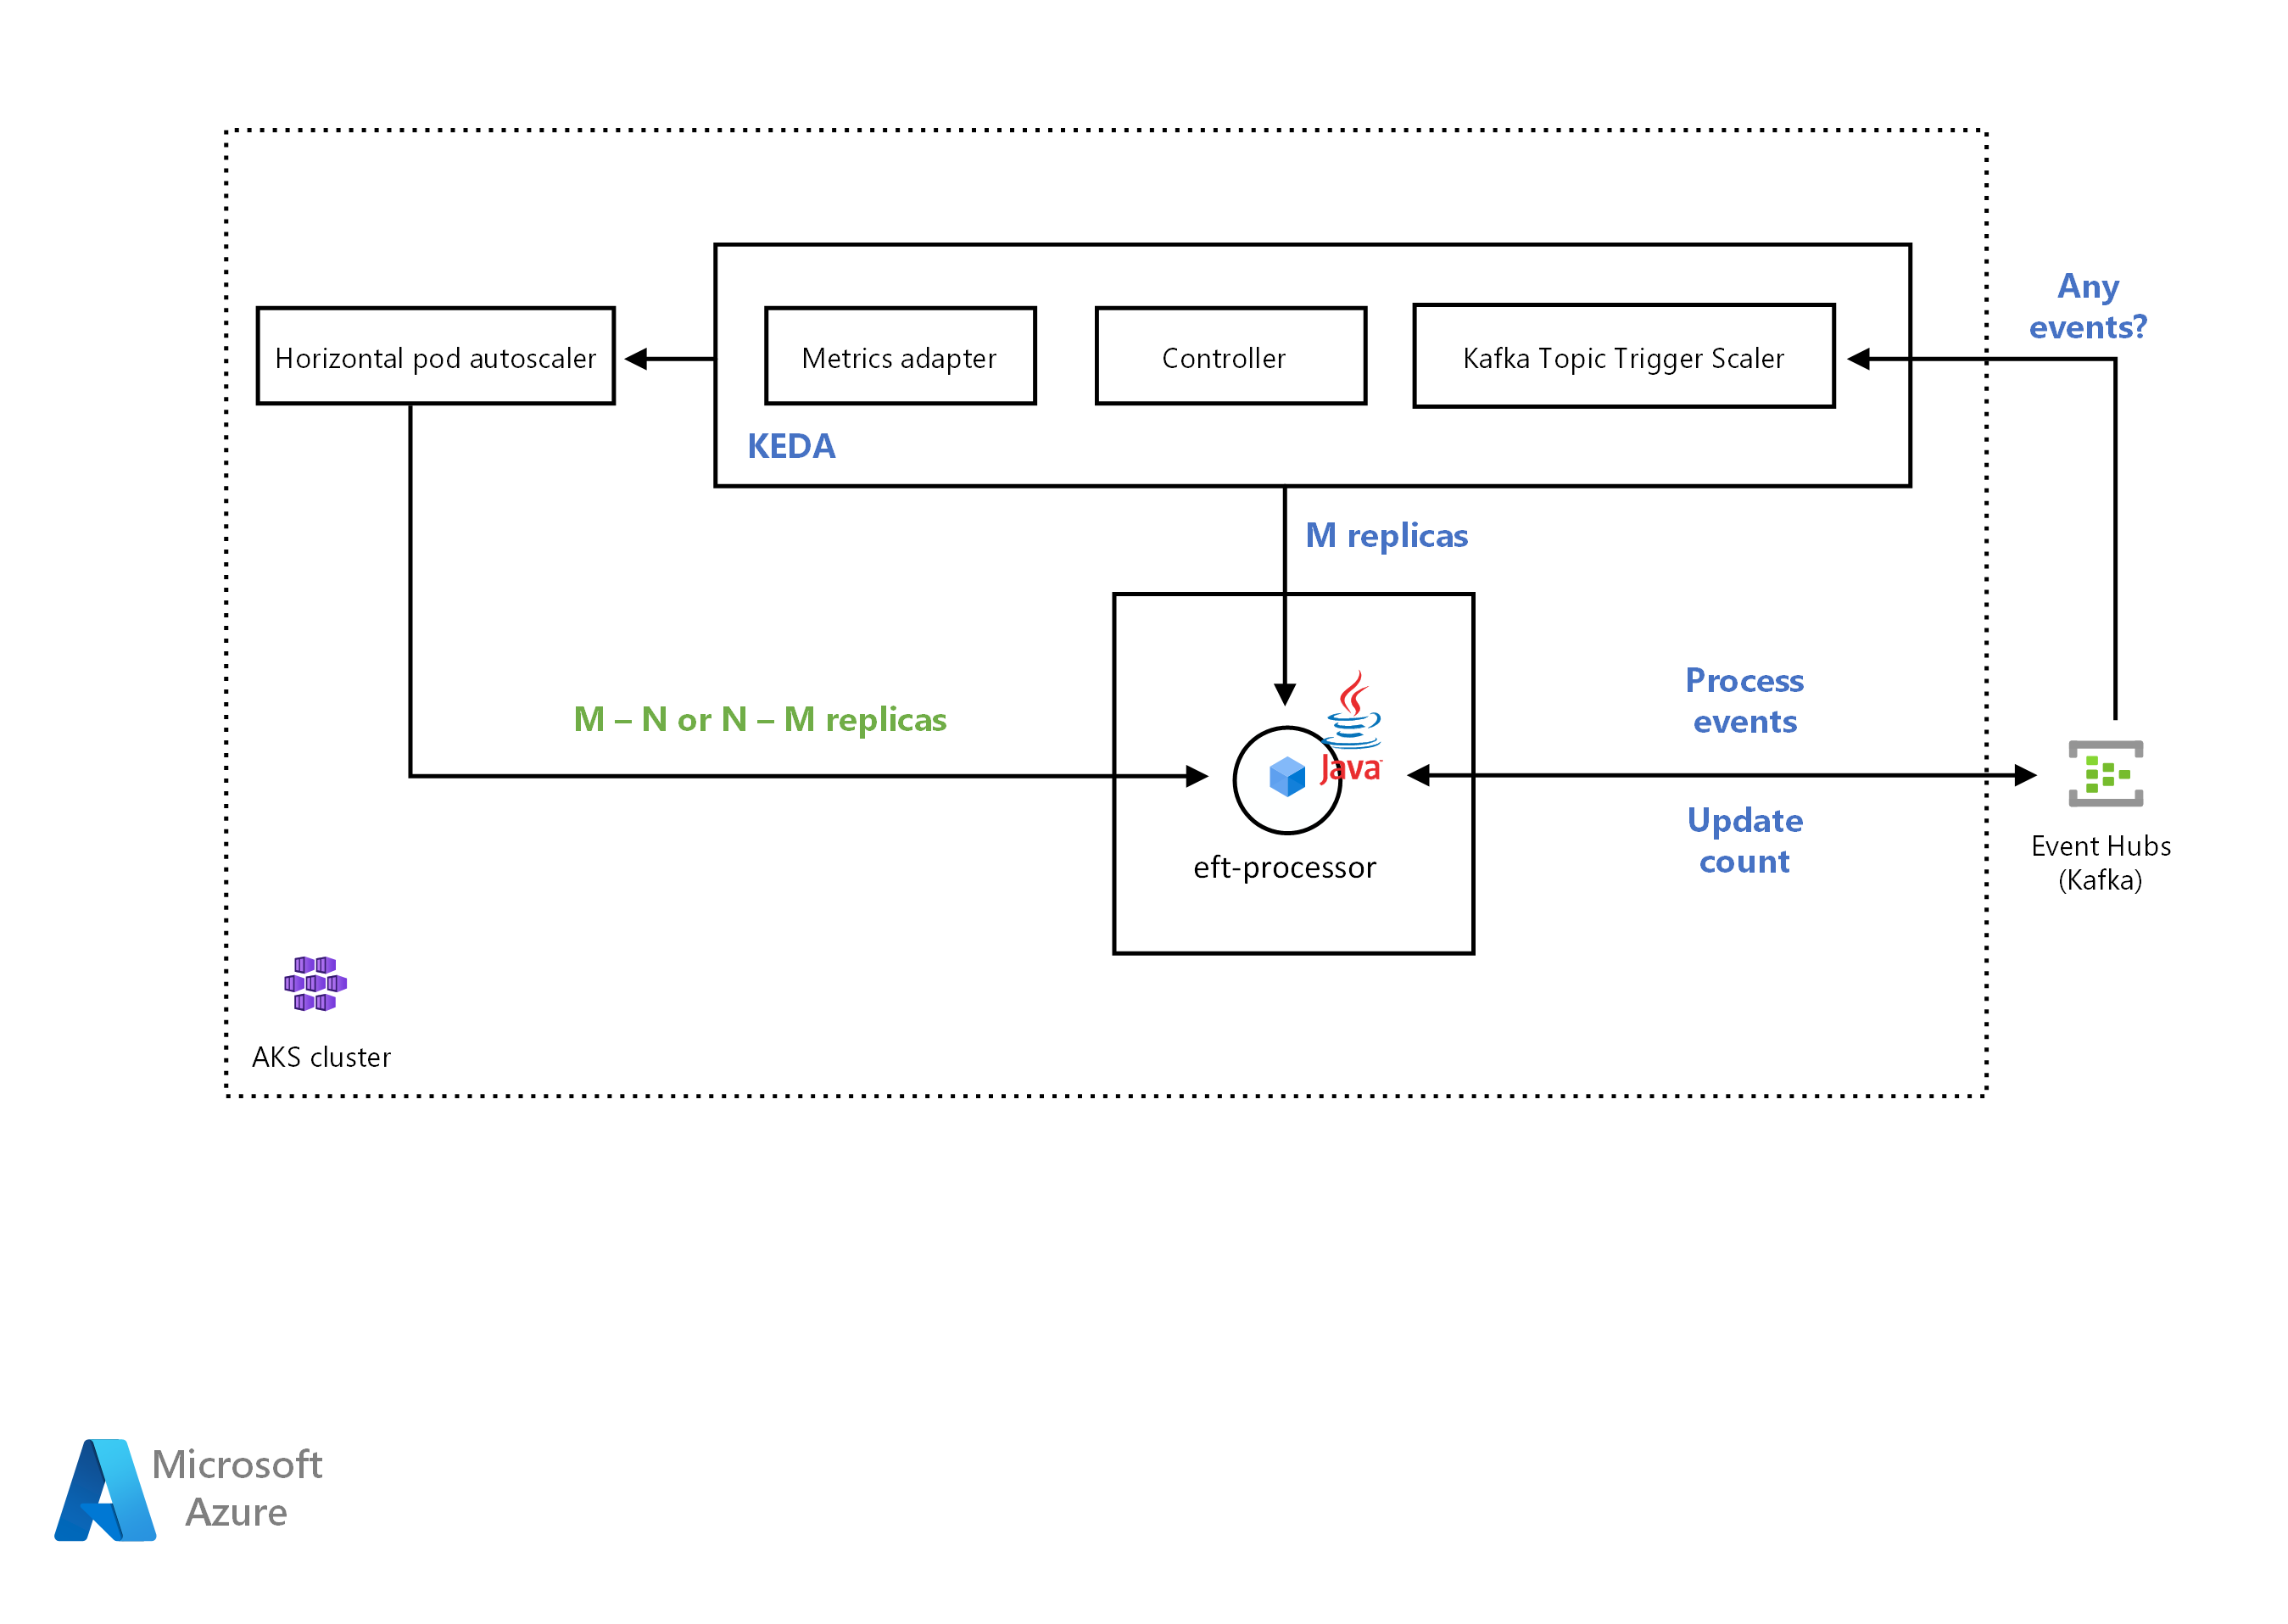 Any
events?
Horizontal pod autoscaler
Metrics adapter
Controller
Kafka Topic Trigger Scaler
KEDA
M replicas
M – N or N – M replicas
Java
eft-processor
Process
events
Update
count
Event Hubs
(Kafka)
AKS cluster
Microsoft
Azure